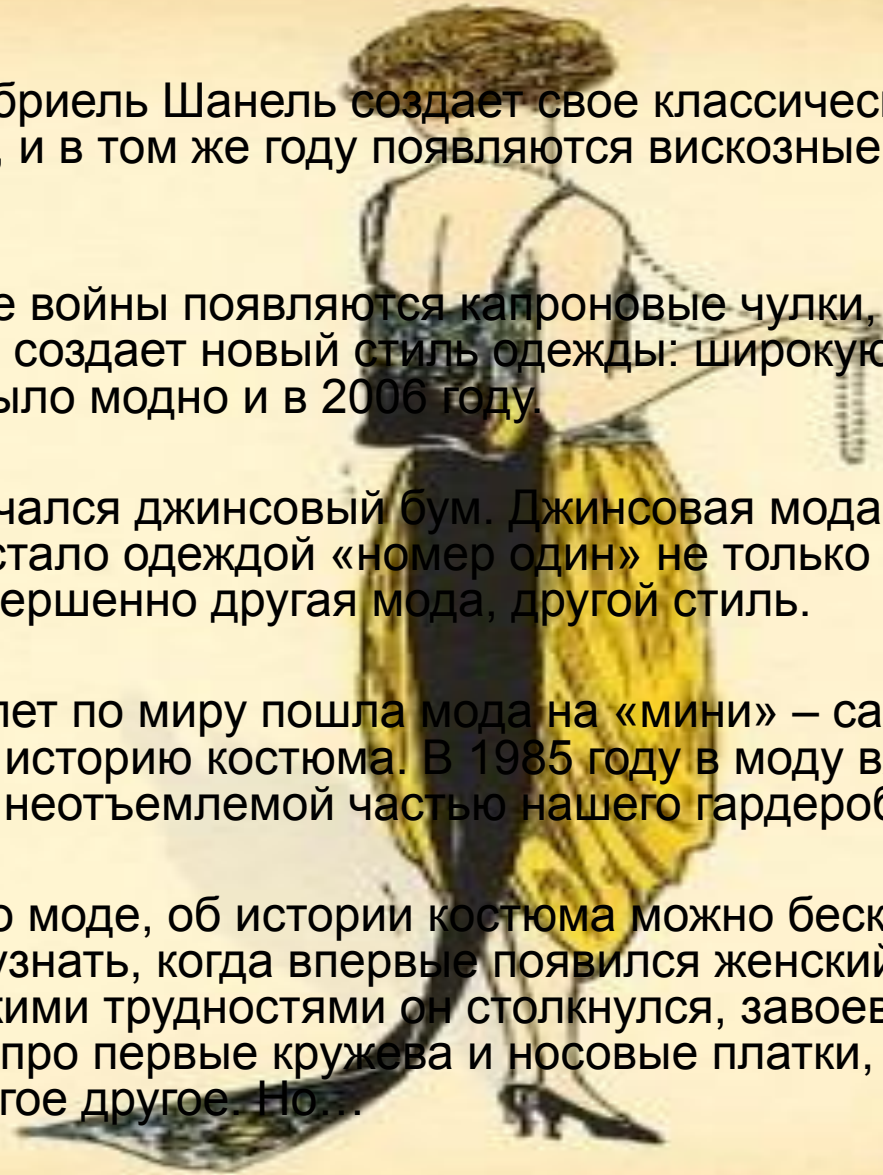 бриель Шанель создает свое классичес
, и в том же году появляются вискозные
е войны появляются капроновые чулки,
создает новый стиль одежды: широкую
ыло модно и в 2006 году.
чался джинсовый бум. Джинсовая мода
стало одеждой «номер один» не только
ершенно другая мода, другой стиль.
лет по миру пошла мода на «мини» – са
историю костюма. В 1985 году в моду в
неотъемлемой частью нашего гардероб
о моде, об истории костюма можно беск
узнать, когда впервые появился женский
кими трудностями он столкнулся, завоев
про первые кружева и носовые платки,
гое другое. Но…